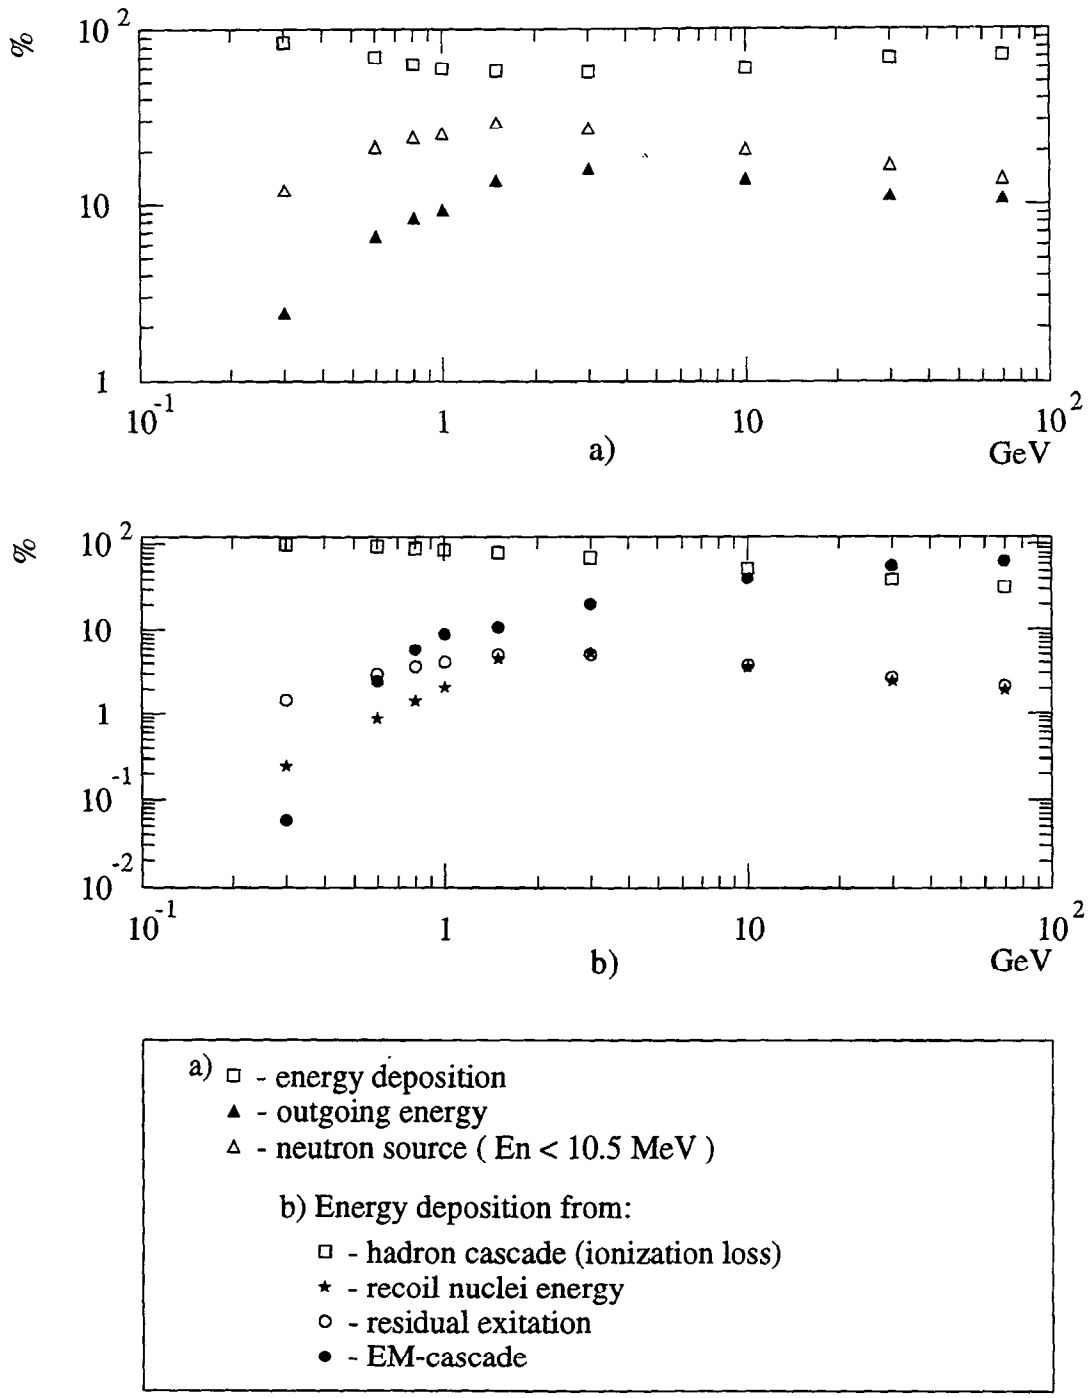 %
10^2
10
1
10^-1
1
10
10^2
a)
GeV
%
10^2
10
1
10^-1
10^-2
10^-1
1
10
10^2
b)
GeV
a) □ - energy deposition
▲ - outgoing energy
△ - neutron source ( En < 10.5 MeV )
b) Energy deposition from:
□ - hadron cascade (ionization loss)
★ - recoil nuclei energy
○ - residual exitation
● - EM-cascade